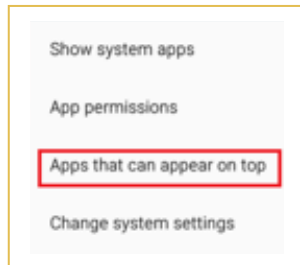 Show system apps
App permissions
Apps that can appear on top
Change system settings